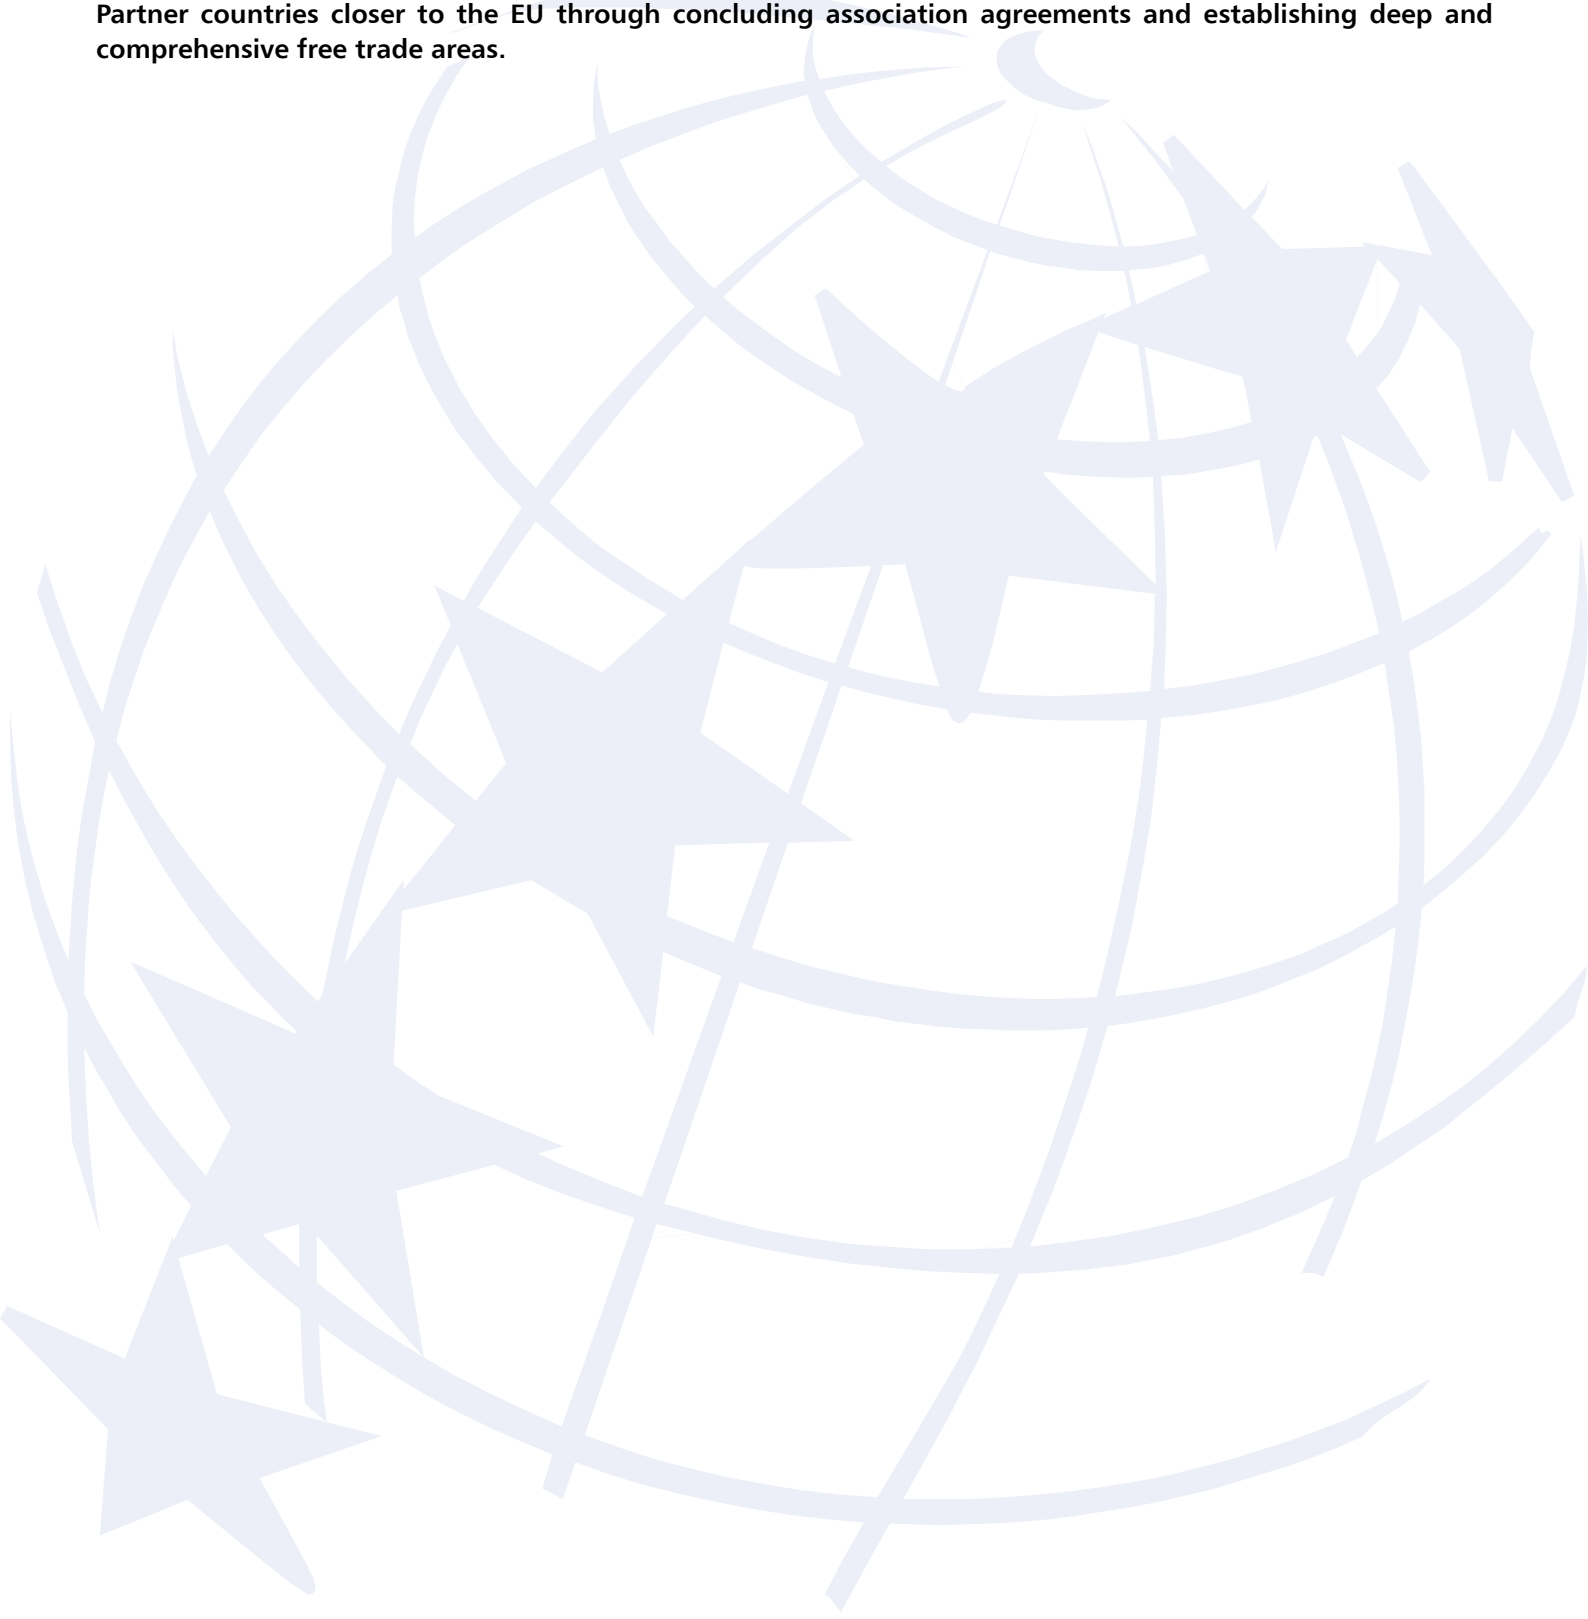 Partner countries closer to the EU through concluding association agreements and establishing deep and
comprehensive free trade areas.